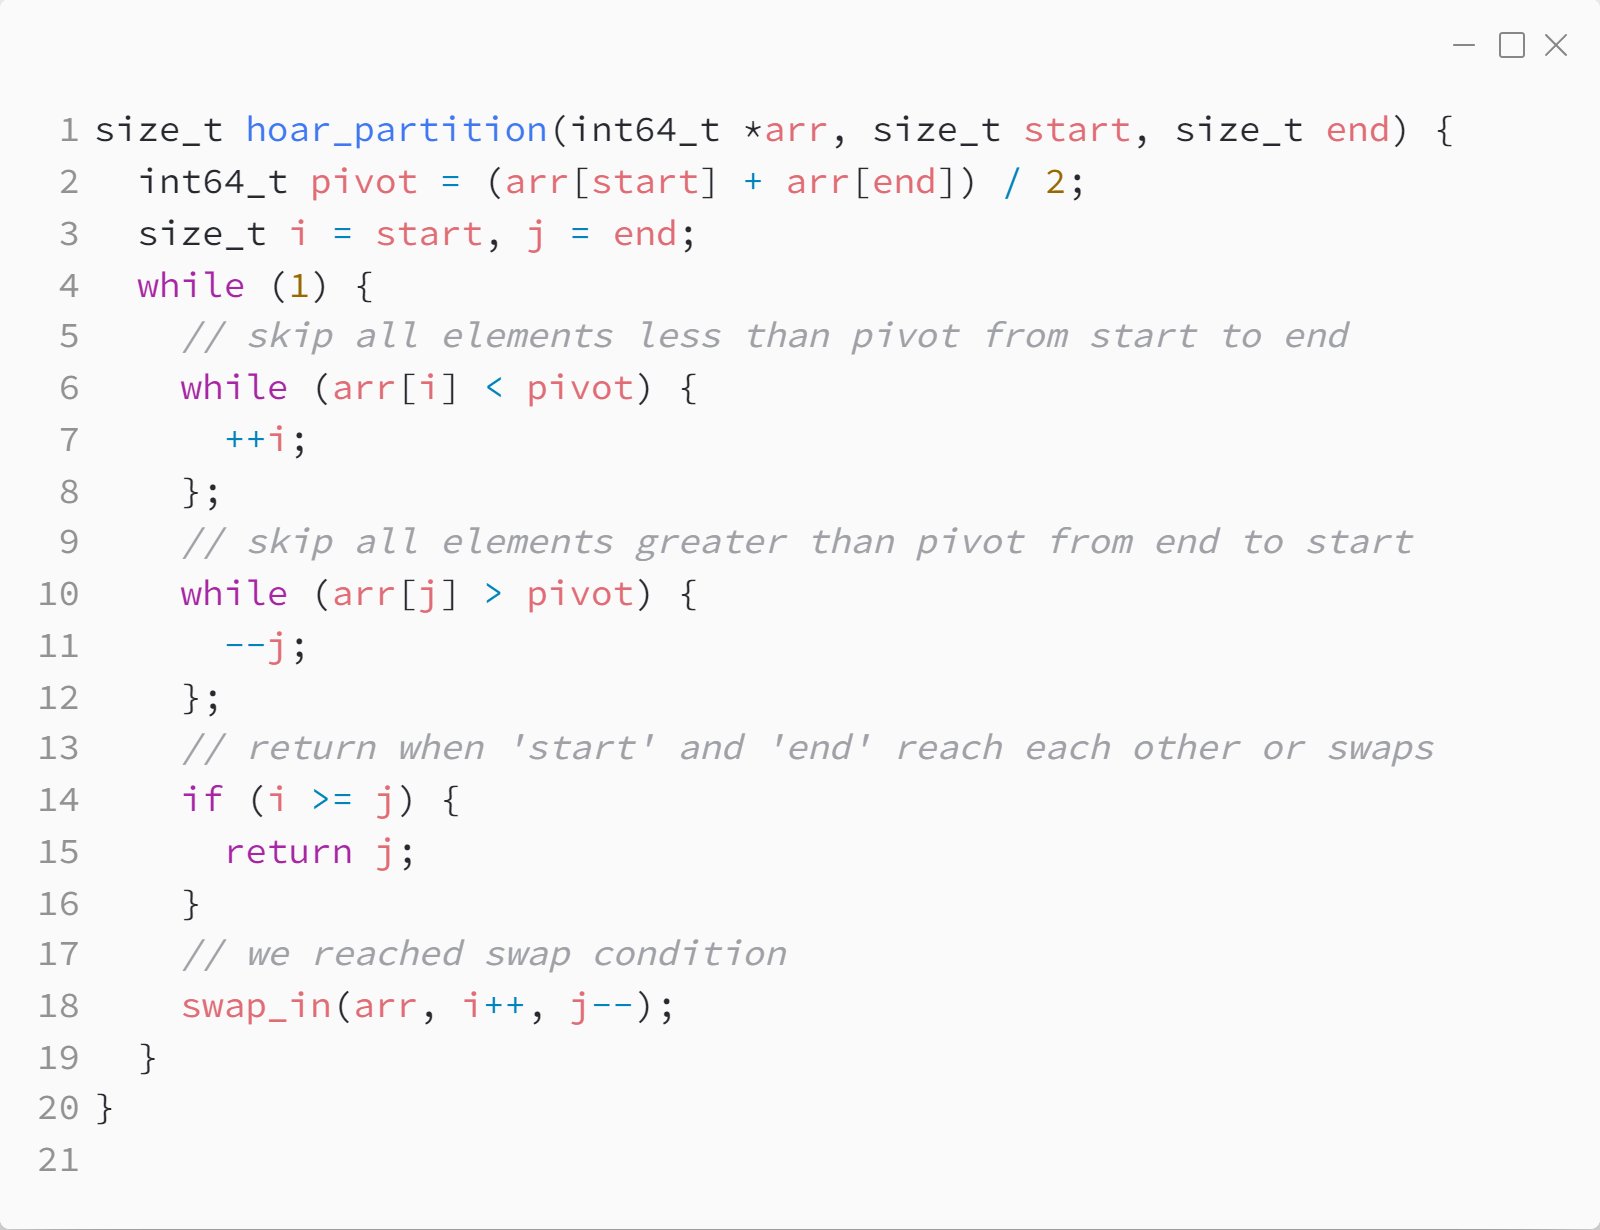 1 size_t hoar_partition(int64_t *arr, size_t start, size_t end) {
2   int64_t pivot = (arr[start] + arr[end]) / 2;
3   size_t i = start, j = end;
4   while (1) {
5     // skip all elements less than pivot from start to end
6     while (arr[i] < pivot) {
7       ++i;
8     };
9     // skip all elements greater than pivot from end to start
10     while (arr[j] > pivot) {
11       --j;
12     };
13     // return when 'start' and 'end' reach each other or swaps
14     if (i >= j) {
15       return j;
16     }
17     // we reached swap condition
18     swap_in(arr, i++, j--);
19   }
20 }
21